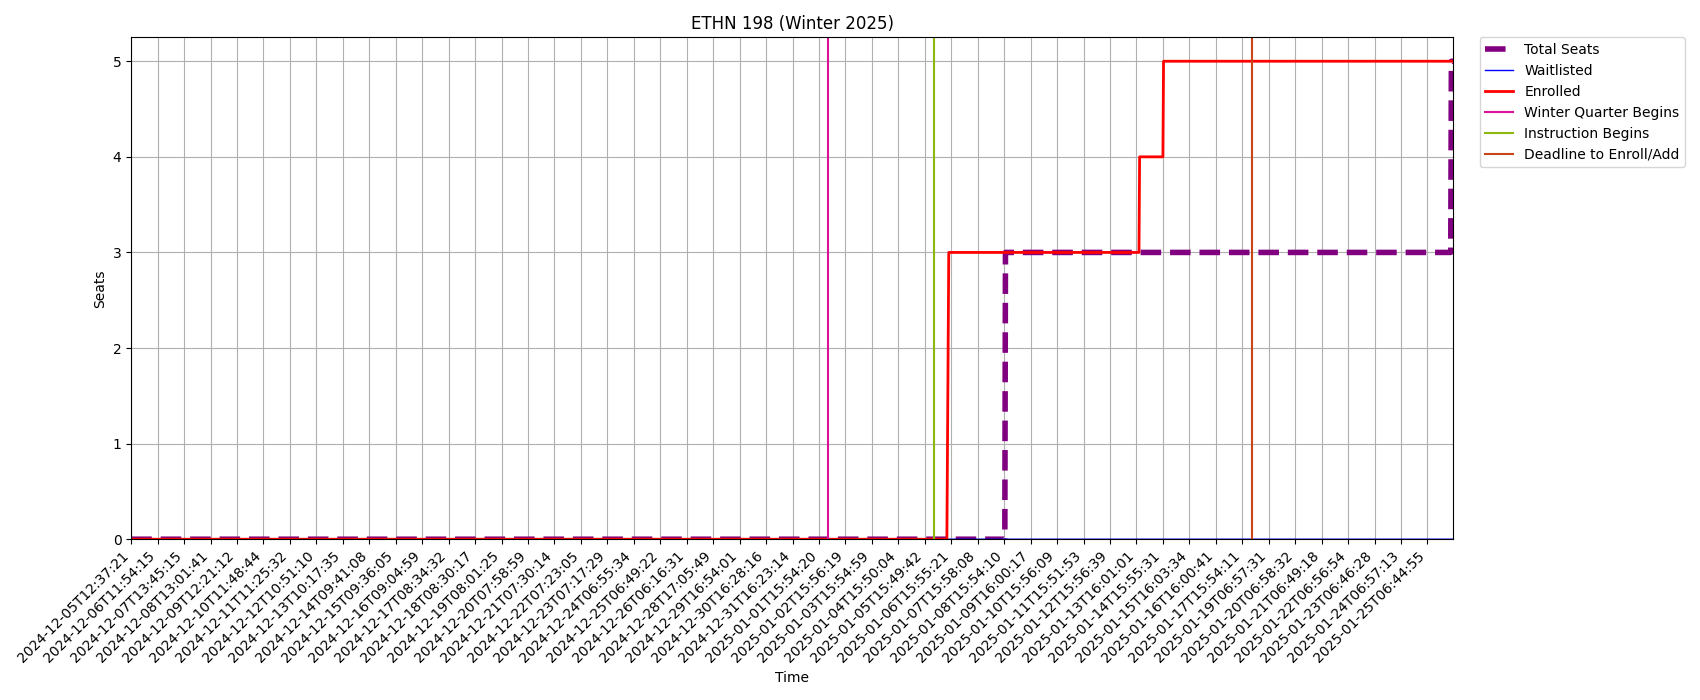 ETHN 198 (Winter 2025)
Total Seats
Waitlisted
Enrolled
Winter Quarter Begins
Instruction Begins
Deadline to Enroll/Add
Seats
5
4
3
2
1
0
2024-12-05T12:37:21
2024-12-06T11:54:15
2024-12-07T13:45:15
2024-12-08T13:01:41
2024-12-09T12:21:12
2024-12-10T11:48:44
2024-12-11T11:25:32
2024-12-12T10:51:10
2024-12-13T10:17:35
2024-12-14T09:41:08
2024-12-15T09:36:05
2024-12-16T09:04:59
2024-12-17T08:34:32
2024-12-18T08:30:17
2024-12-19T08:01:25
2024-12-20T07:58:59
2024-12-21T07:30:14
2024-12-22T07:23:05
2024-12-23T07:17:29
2024-12-24T06:55:34
2024-12-25T06:49:22
2024-12-26T06:16:31
2024-12-28T17:05:49
2024-12-29T16:54:01
2024-12-30T16:28:16
2024-12-31T16:23:14
2025-01-01T15:54:20
2025-01-02T15:56:19
2025-01-03T15:54:59
2025-01-04T15:50:04
2025-01-05T15:49:42
2025-01-06T15:55:21
2025-01-07T15:58:08
2025-01-08T15:54:10
2025-01-09T16:00:17
2025-01-10T15:56:09
2025-01-11T15:51:53
2025-01-12T15:56:39
2025-01-13T16:01:01
2025-01-14T15:55:31
2025-01-15T16:03:34
2025-01-16T16:00:41
2025-01-17T15:54:11
2025-01-19T06:57:31
2025-01-20T06:58:32
2025-01-21T06:49:18
2025-01-22T06:56:54
2025-01-23T06:46:28
2025-01-24T06:57:13
2025-01-25T06:44:55
Time